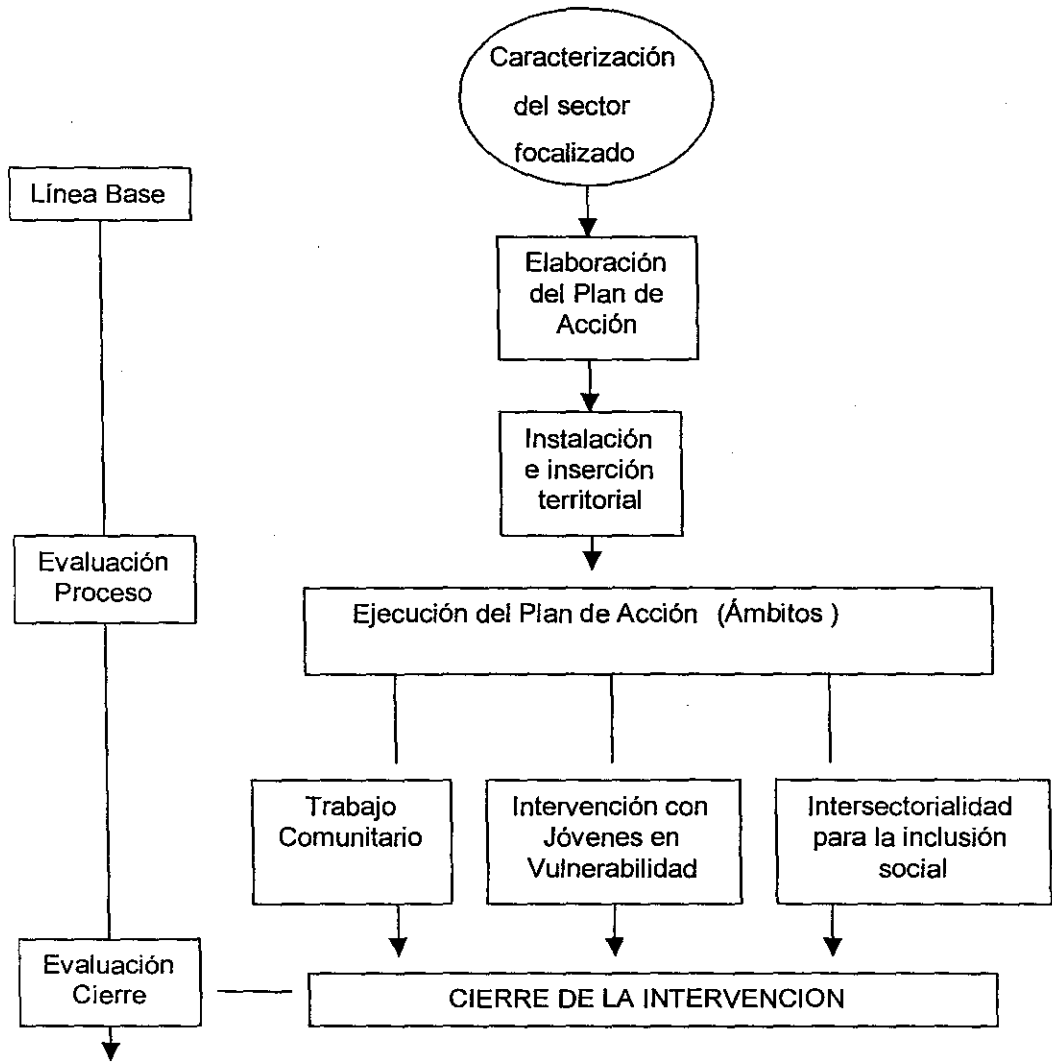 Caracterización
del sector
focalizado
Línea Base
Elaboración
del Plan de
Acción
Instalación
e inserción
territorial
Evaluación
Proceso
Ejecución del Plan de Acción (Ámbitos )
Trabajo
Comunitario
Intervención con
Jóvenes en
Vulnerabilidad
Intersectorialidad
para la inclusión
social
Evaluación
Cierre
CIERRE DE LA INTERVENCION